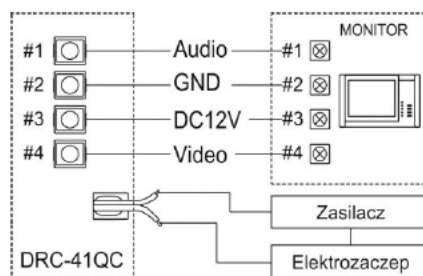 MONITOR
#1 Audio #1
#2 GND #2
#3 DC12V #3
#4 Video #4
Zasilacz
DRC-41QC Elektrozaczep